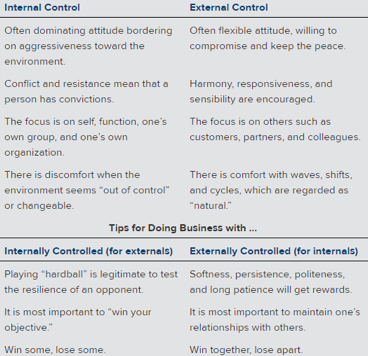 Internal Control
External Control
Often dominating attitude bordering
on aggressiveness toward the
environment.
Often flexible attitude, willing to
compromise and keep the peace.
Conflict and resistance mean that a
person has convictions.
Harmony, responsiveness, and
sensibility are encouraged.
The focus is on self, function, one's
own group, and one's own
organization.
The focus is on others such as
customers, partners, and colleagues.
There is discomfort when the
environment seems “out of control”
or changeable.
There is comfort with waves, shifts,
and cycles, which are regarded as
“natural.”
Tips for Doing Business with ...
Internally Controlled (for externals)
Externally Controlled (for internals)
Playing “hardball” is legitimate to test
the resilience of an opponent.
Softness, persistence, politeness,
and long patience will get rewards.
It is most important to “win your
objective.”
It is most important to maintain one's
relationships with others.
Win some, lose some.
Win together, lose apart.